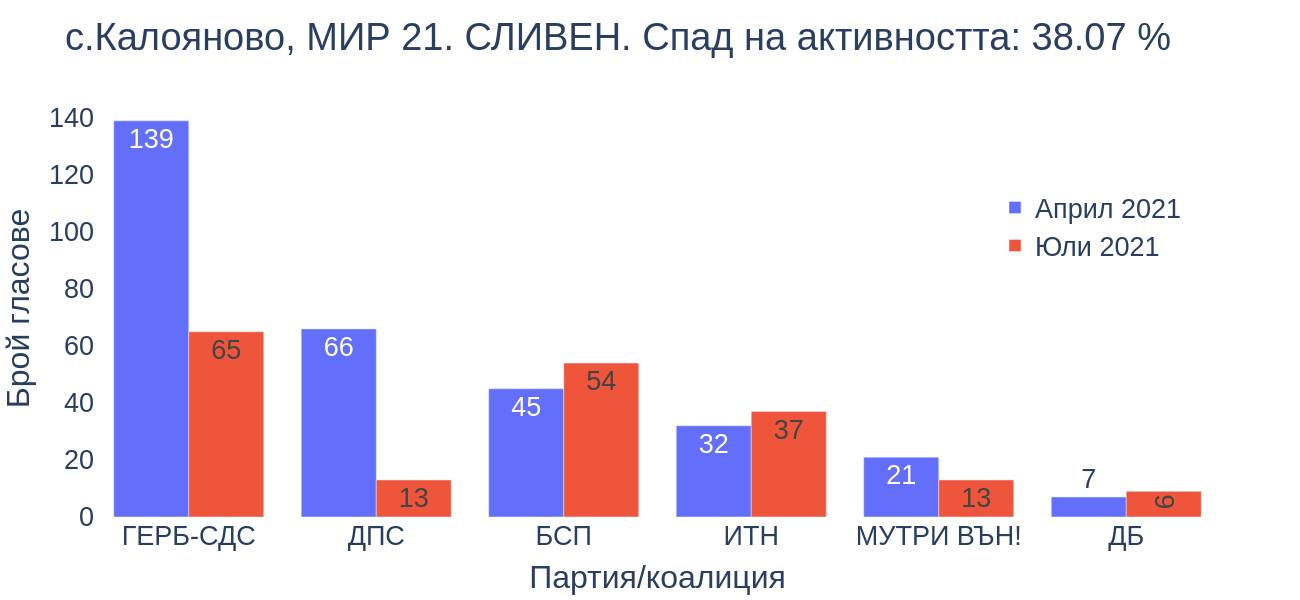 с.Калояново, МИР 21. СЛИВЕН. Спад на активността: 38.07 %
Брой гласове
140
120
100
80
60
40
20
0
139
65
66
13
45
54
32
37
21
13
7
9
Април 2021
Юли 2021
ГЕРБ-СДС
ДПС
БСП
ИТН
МУТРИ ВЪН!
ДБ
Партия/коалиция